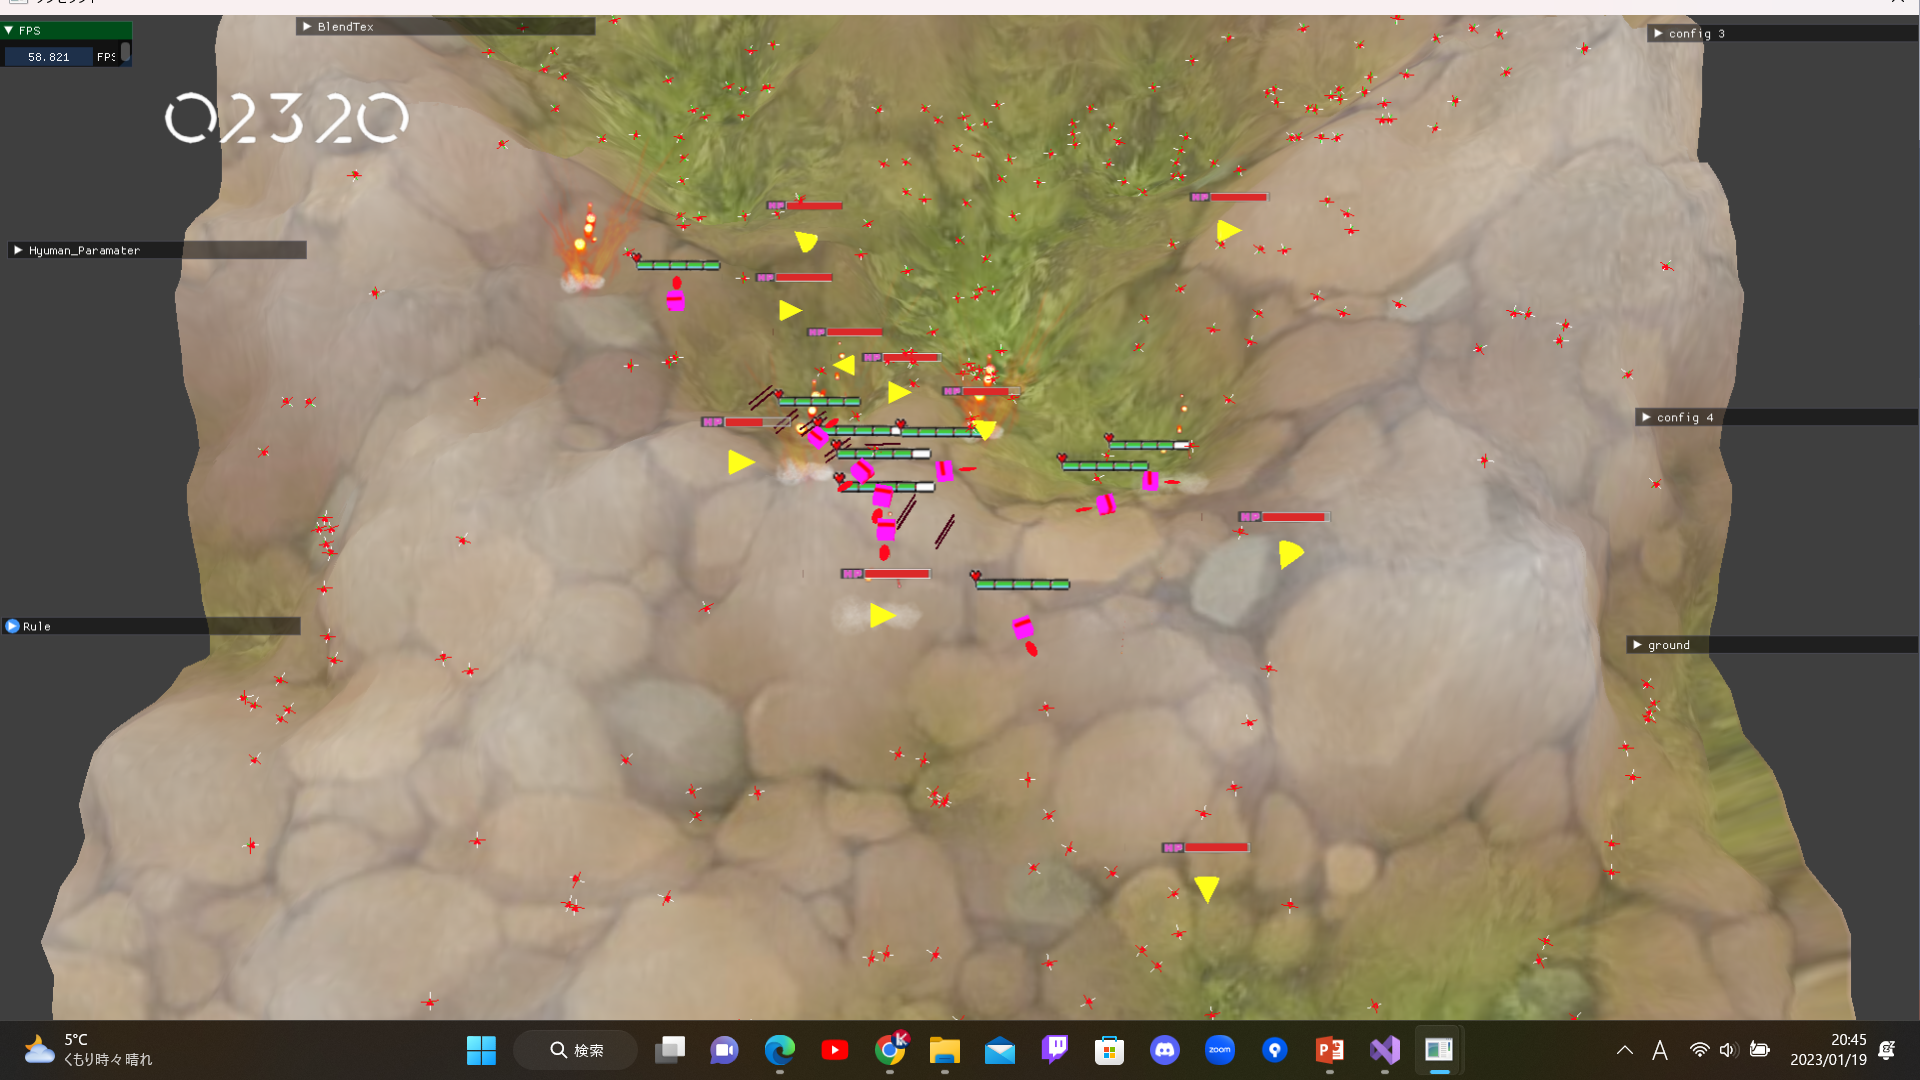 FPS
58.821 FPS
BlendTex
config 3
02320
Hyuman_Paramater
config 4
Rule
ground
5°C
くもり時々晴れ
検索
zoom
A
20:45
2023/01/19